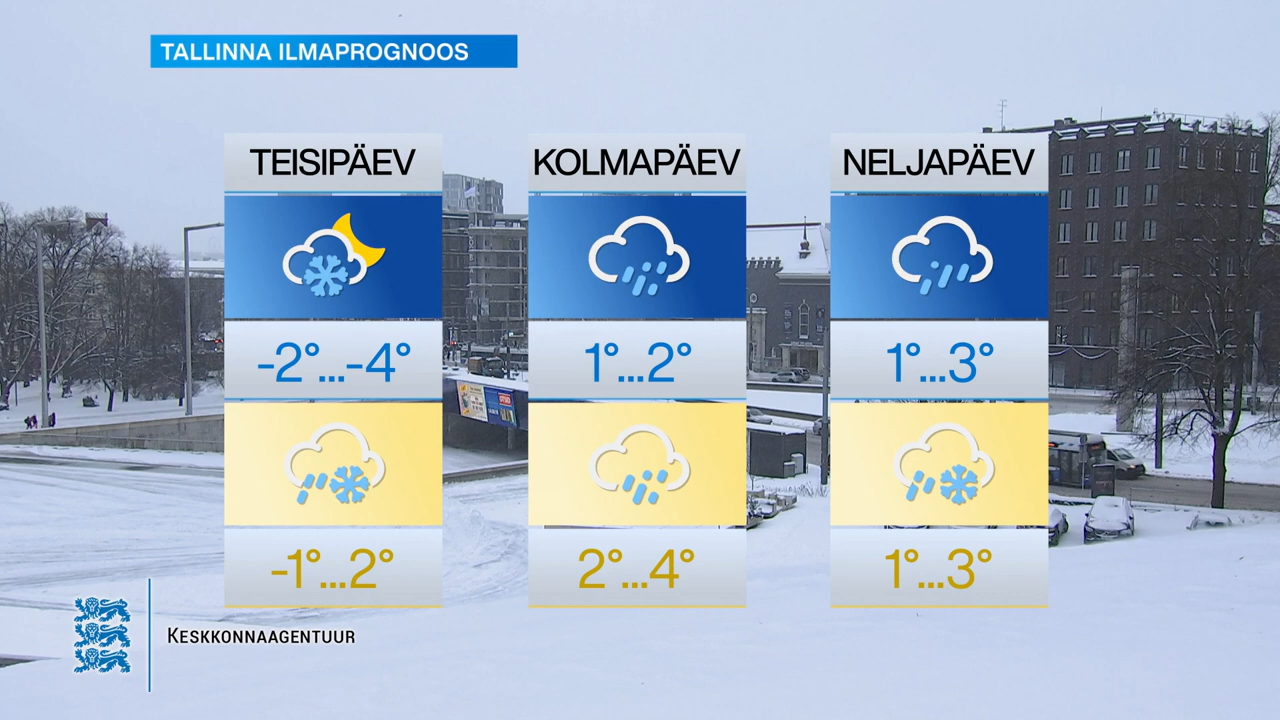 TALLINNA ILMAPROGNOOS
TEISIPÄEV
KOLMAPÄEV
NELJAPÄEV
-2°...-4°
1°...2°
1°...3°
-1°...2°
2°...4°
1°...3°
KESKKONNAAGENTUUR